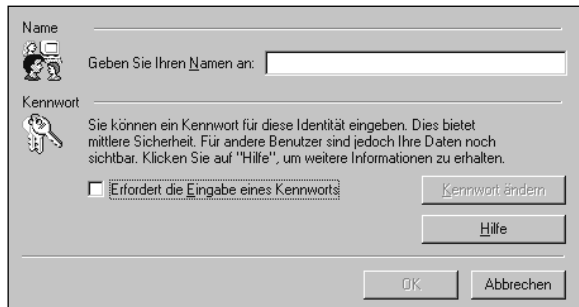 Name
Geben Sie Ihren Namen an:
Kennwort
Sie können ein Kennwort für diese Identität eingeben. Dies bietet
mittlere Sicherheit. Für andere Benutzer sind jedoch Ihre Daten noch
sichtbar. Klicken Sie auf "Hilfe", um weitere Informationen zu erhalten.
Erfordert die Eingabe eines Kennworts
Kennwort ändern
Hilfe
OK
Abbrechen